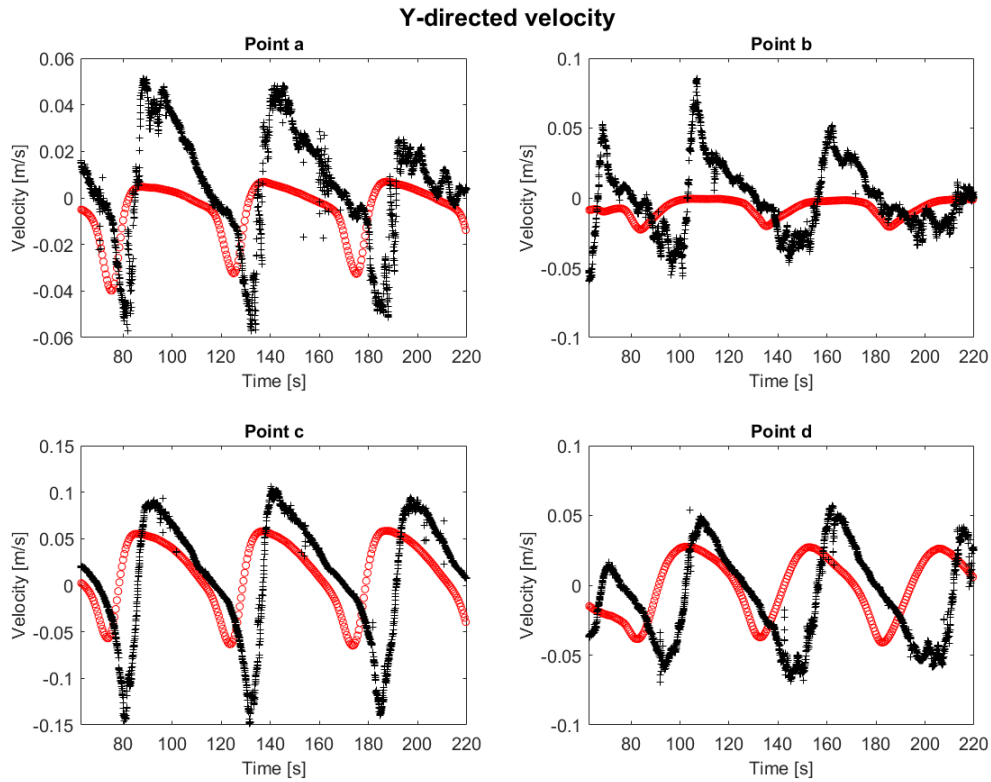 Y-directed velocity
Point a
0.06
0.04
0.02
0
-0.02
-0.04
-0.06
Velocity [m/s]
80 100 120 140 160 180 200 220
Time [s]
Point b
0.1
0.05
0
-0.05
-0.1
Velocity [m/s]
80 100 120 140 160 180 200 220
Time [s]
Point c
0.15
0.1
0.05
0
-0.05
-0.1
-0.15
Velocity [m/s]
80 100 120 140 160 180 200 220
Time [s]
Point d
0.1
0.05
0
-0.05
-0.1
Velocity [m/s]
80 100 120 140 160 180 200 220
Time [s]